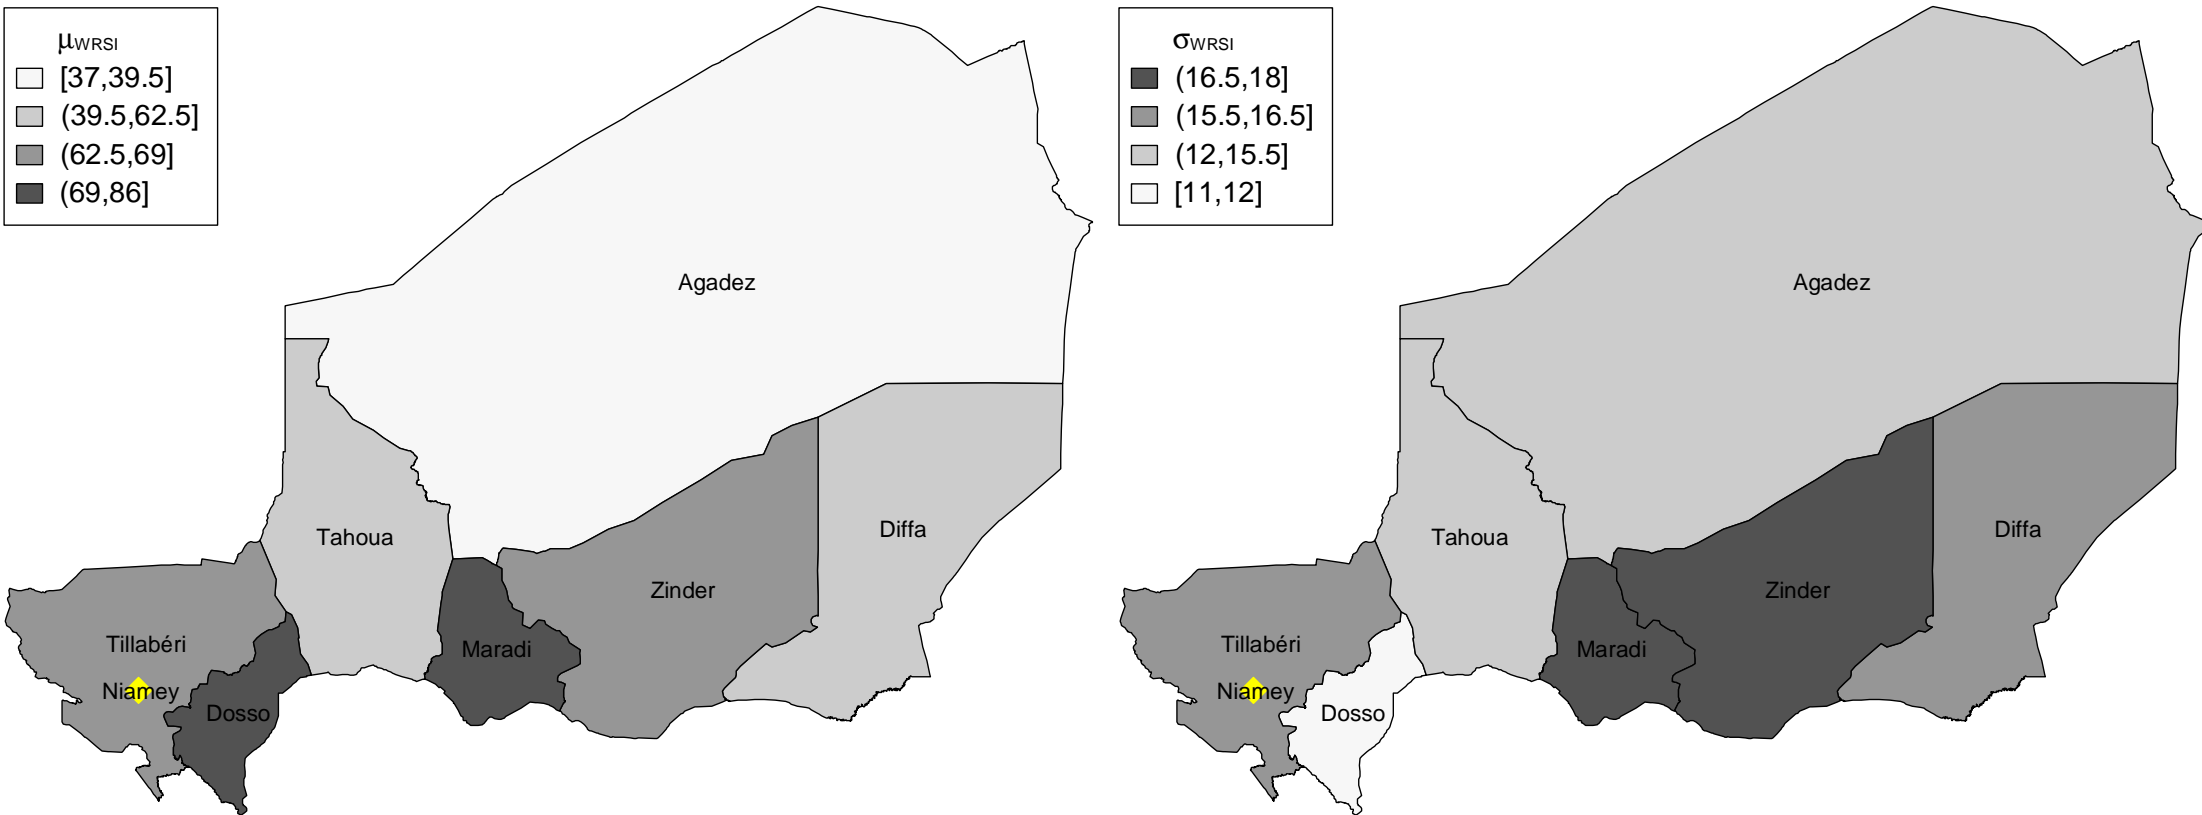 μWRSI
[37,39.5]
(39.5,62.5]
(62.5,69]
(69,86]
Agadez
Tahoua
Diffa
Zinder
Maradi
Tillabéri
Niamey
Dosso
σWRSI
(16.5,18]
(15.5,16.5]
(12,15.5]
[11,12]
Agadez
Tahoua
Diffa
Zinder
Maradi
Tillabéri
Niamey
Dosso